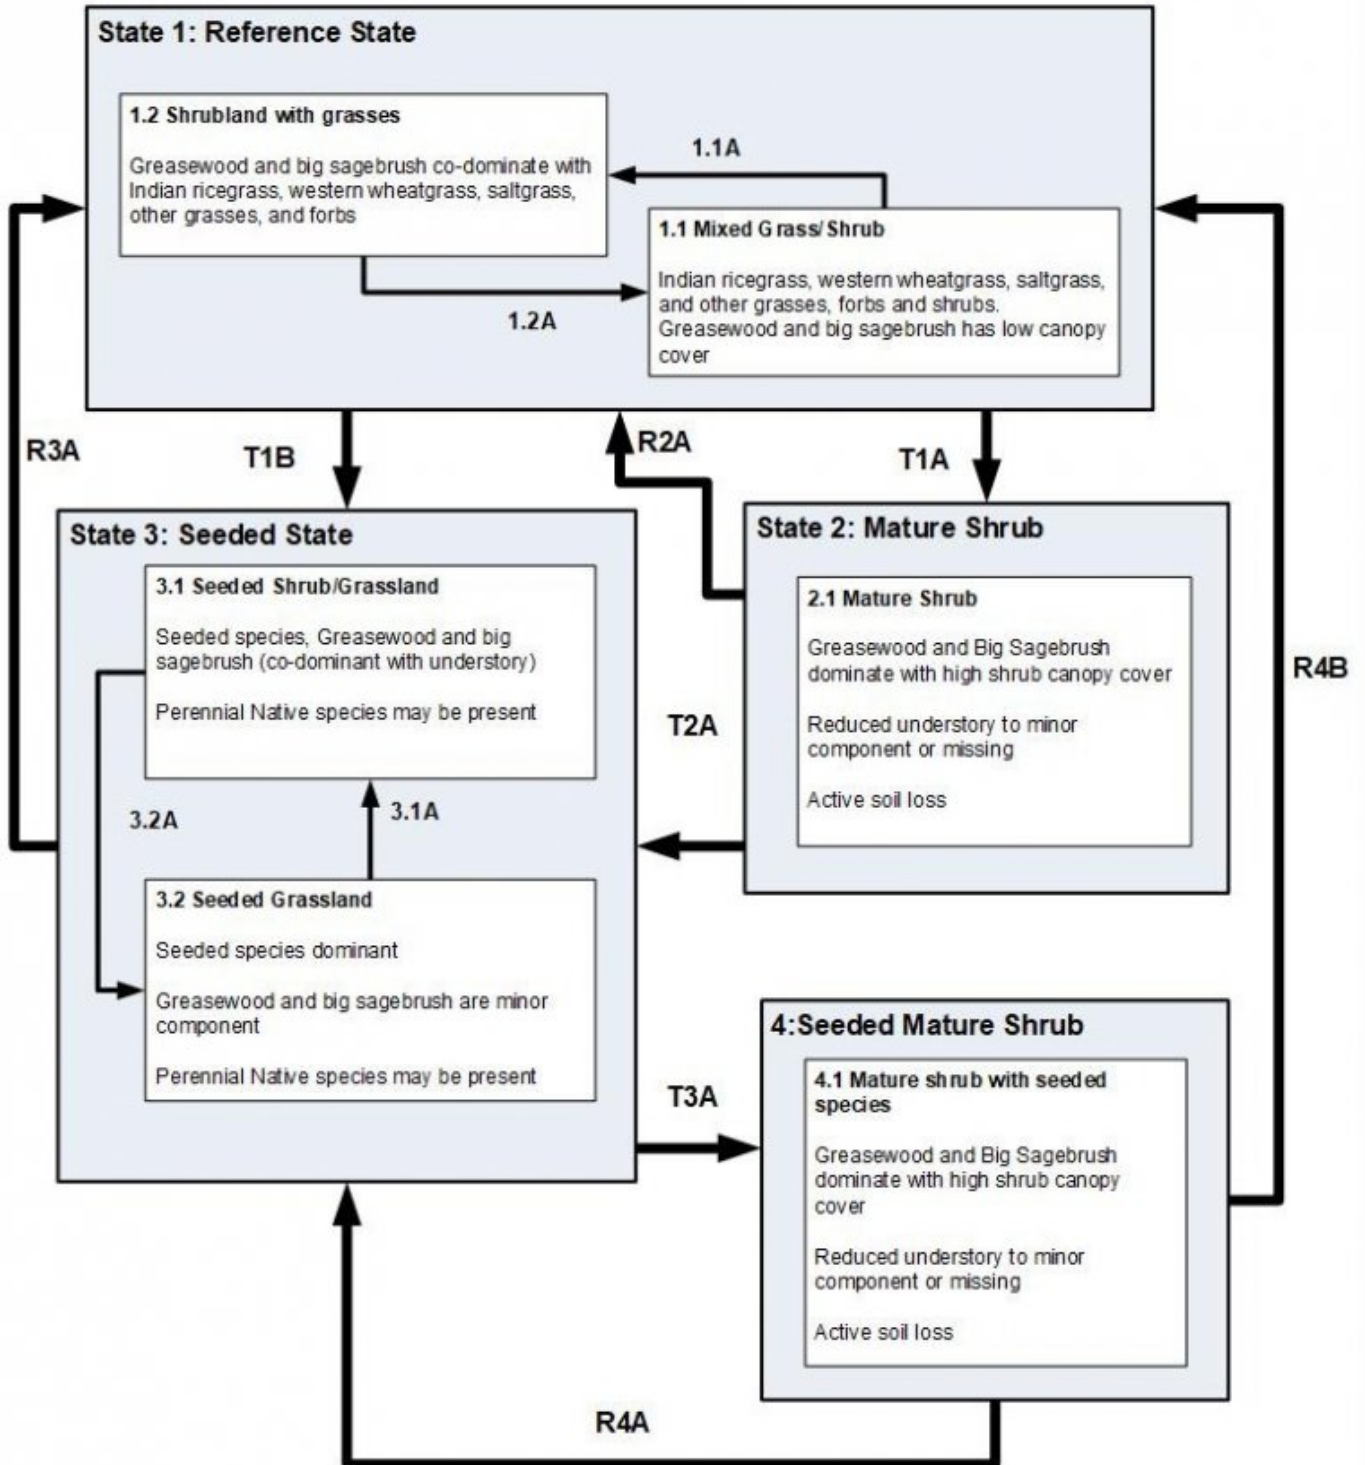 State 1: Reference State
1.2 Shrubland with grasses
Greasewood and big sagebrush co-dominate with
Indian ricegrass, western wheatgrass, saltgrass,
other grasses, and forbs
1.1A
1.1 Mixed Grass/Shrub
Indian ricegrass, western wheatgrass, saltgrass,
and other grasses, forbs and shrubs.
Greasewood and big sagebrush has low canopy
cover
1.2A
R3A
T1B
R2A
T1A
State 3: Seeded State
3.1 Seeded Shrub/Grassland
Seeded species, Greasewood and big
sagebrush (co-dominant with understory)
Perennial Native species may be present
3.2A
3.1A
3.2 Seeded Grassland
Seeded species dominant
Greasewood and big sagebrush are minor
component
Perennial Native species may be present
State 2: Mature Shrub
2.1 Mature Shrub
Greasewood and Big Sagebrush
dominate with high shrub canopy cover
Reduced understory to minor
component or missing
Active soil loss
T2A
R4B
T3A
4:Seeded Mature Shrub
4.1 Mature shrub with seeded
species
Greasewood and Big Sagebrush
dominate with high shrub canopy
cover
Reduced understory to minor
component or missing
Active soil loss
R4A